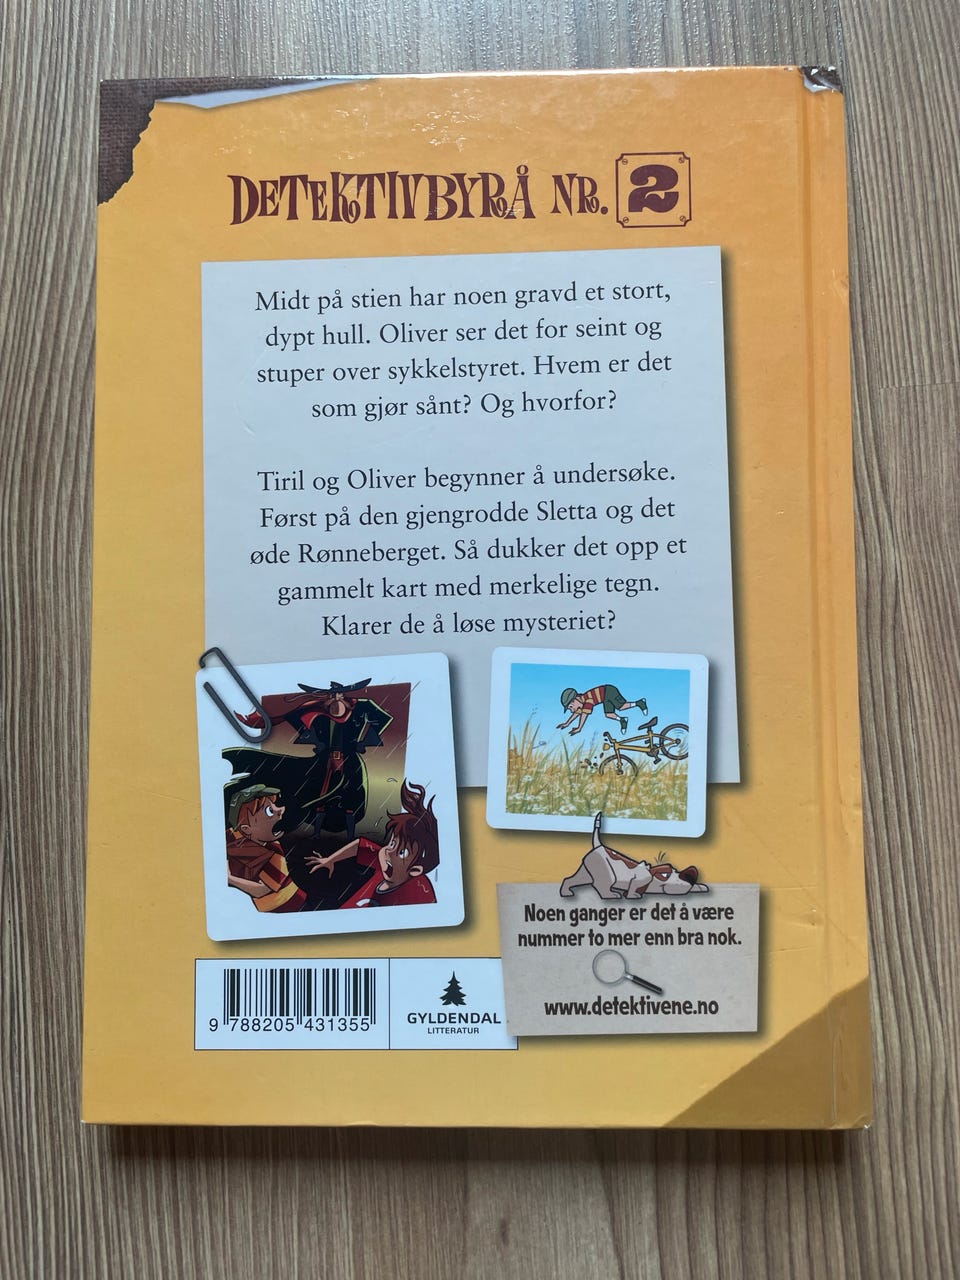 DETEKTIVBYRÅ NR. 2
Midt på stien har noen gravd et stort,
dypt hull. Oliver ser det for seint og
stuper over sykkelstyret. Hvem er det
som gjør sånt? Og hvorfor?
Tiril og Oliver begynner å undersøke.
Først på den gjengrodde Sletta og det
øde Rønneberget. Så dukker det opp et
gammelt kart med merkelige tegn.
Klarer de å løse mysteriet?
Noen ganger er det å være
nummer to mer enn bra nok.
www.detektivene.no
9 788205 431355
GYLDENDAL
LITTERATUR